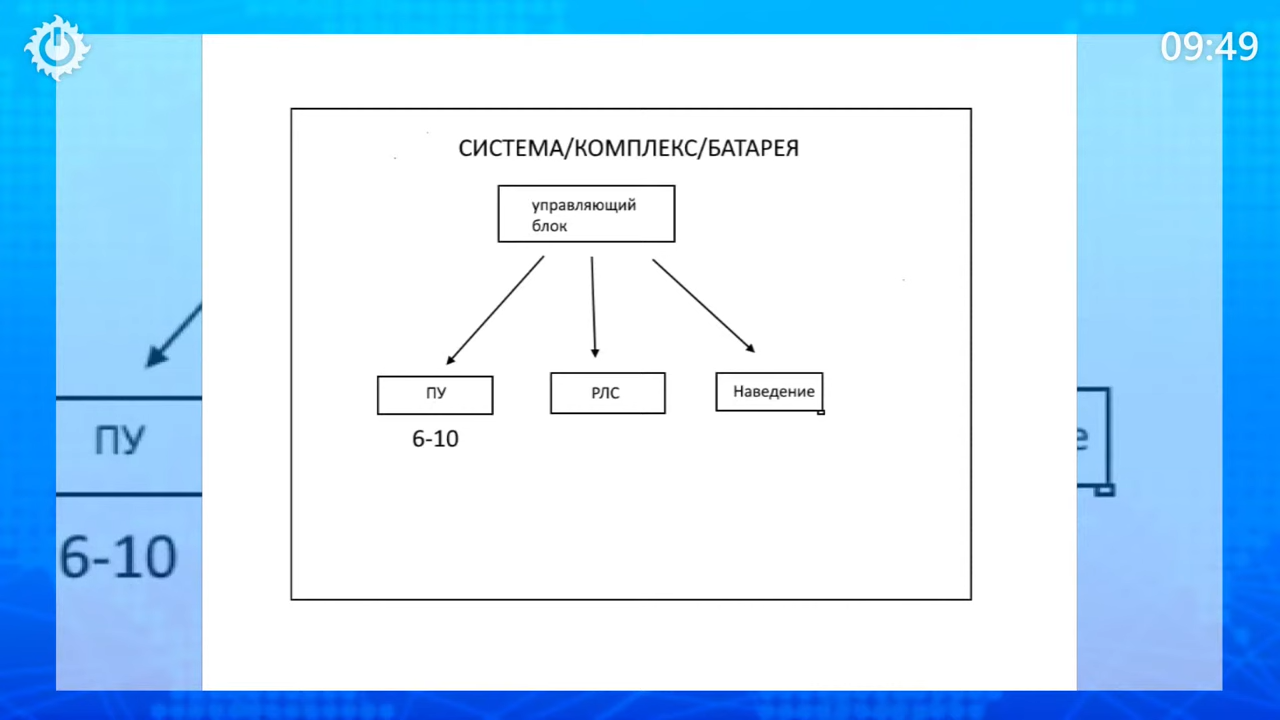 09:49
СИСТЕМА/КОМПЛЕКС/БАТАРЕЯ
управляющий
блок
ПУ
РЛС
Наведение
6-10
ПУ
е
6-10